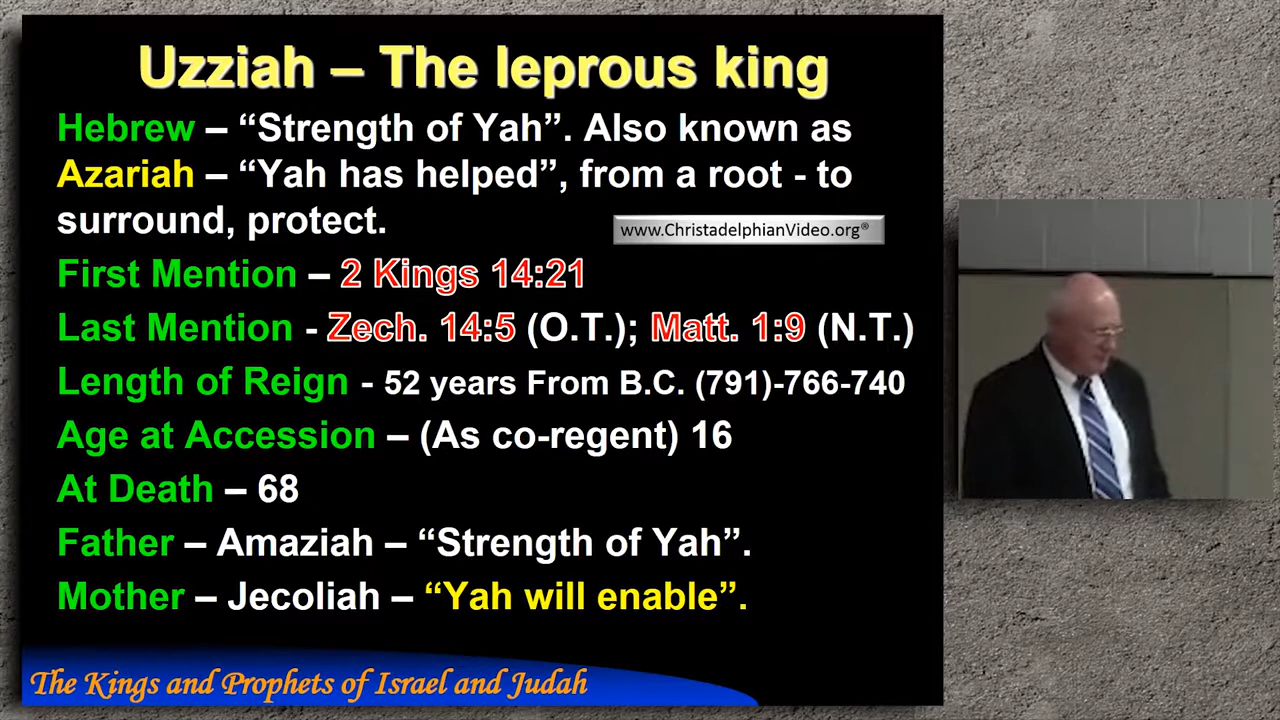 Uzziah – The leprous king
Hebrew – “Strength of Yah”. Also known as
Azariah – “Yah has helped”, from a root - to
surround, protect.
www.ChristadelphianVideo.org®
First Mention – 2 Kings 14:21
Last Mention - Zech. 14:5 (O.T.); Matt. 1:9 (N.T.)
Length of Reign - 52 years From B.C. (791)-766-740
Age at Accession – (As co-regent) 16
At Death – 68
Father – Amaziah – “Strength of Yah”.
Mother – Jecoliah – “Yah will enable”.
The Kings and Prophets of Israel and Judah